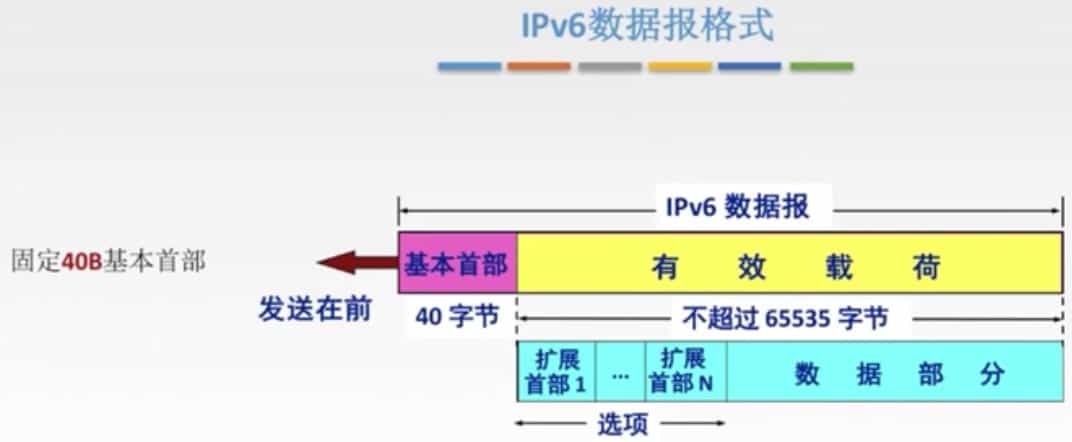 IPv6数据报格式
IPv6 数据报
固定40B基本首部
基本首部
有 效 载 荷
发送在前
40 字节
不超过 65535 字节
扩展
首部 1
...
扩展
首部 N
数 据 部 分
选项